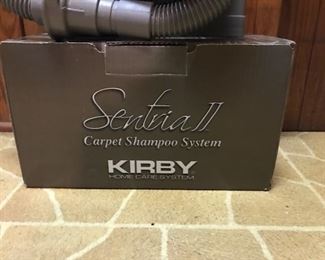 Sentria II
Carpet Shampoo System
KIRBY
HOME CARE SYSTEM